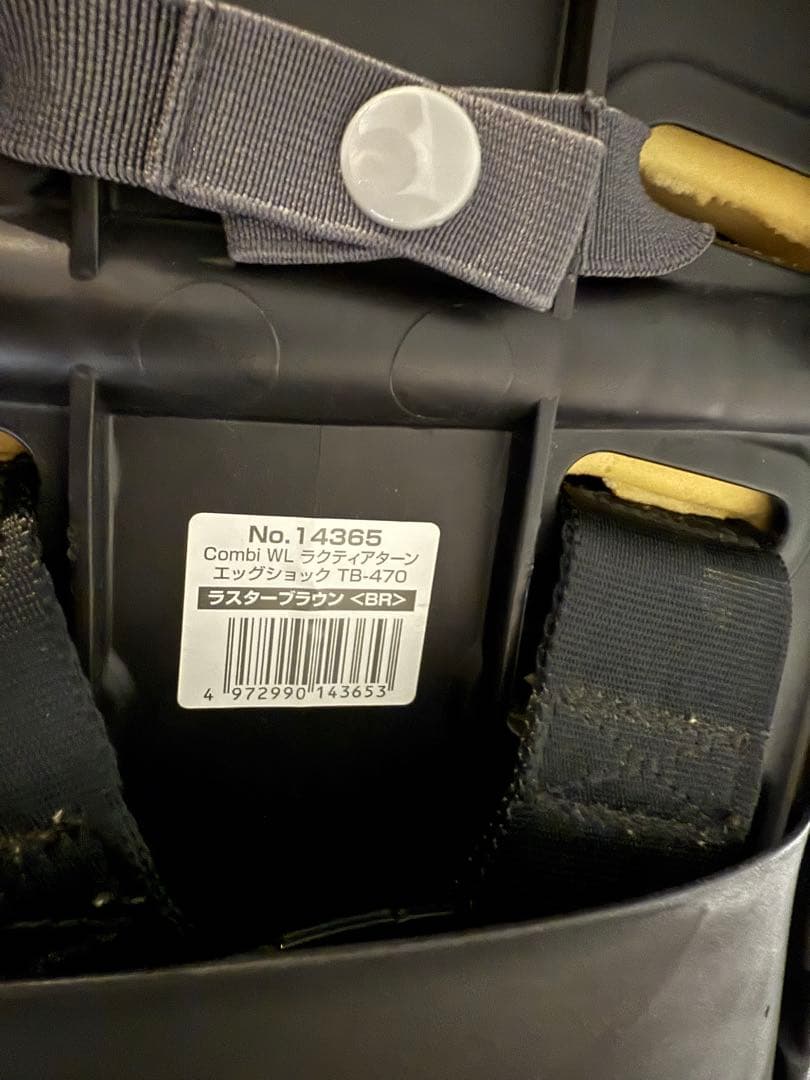 No.14365
Combi WL ラクティアターン
エッグショック TB-470
ラスターブラウン <BR>
4 972990 143653